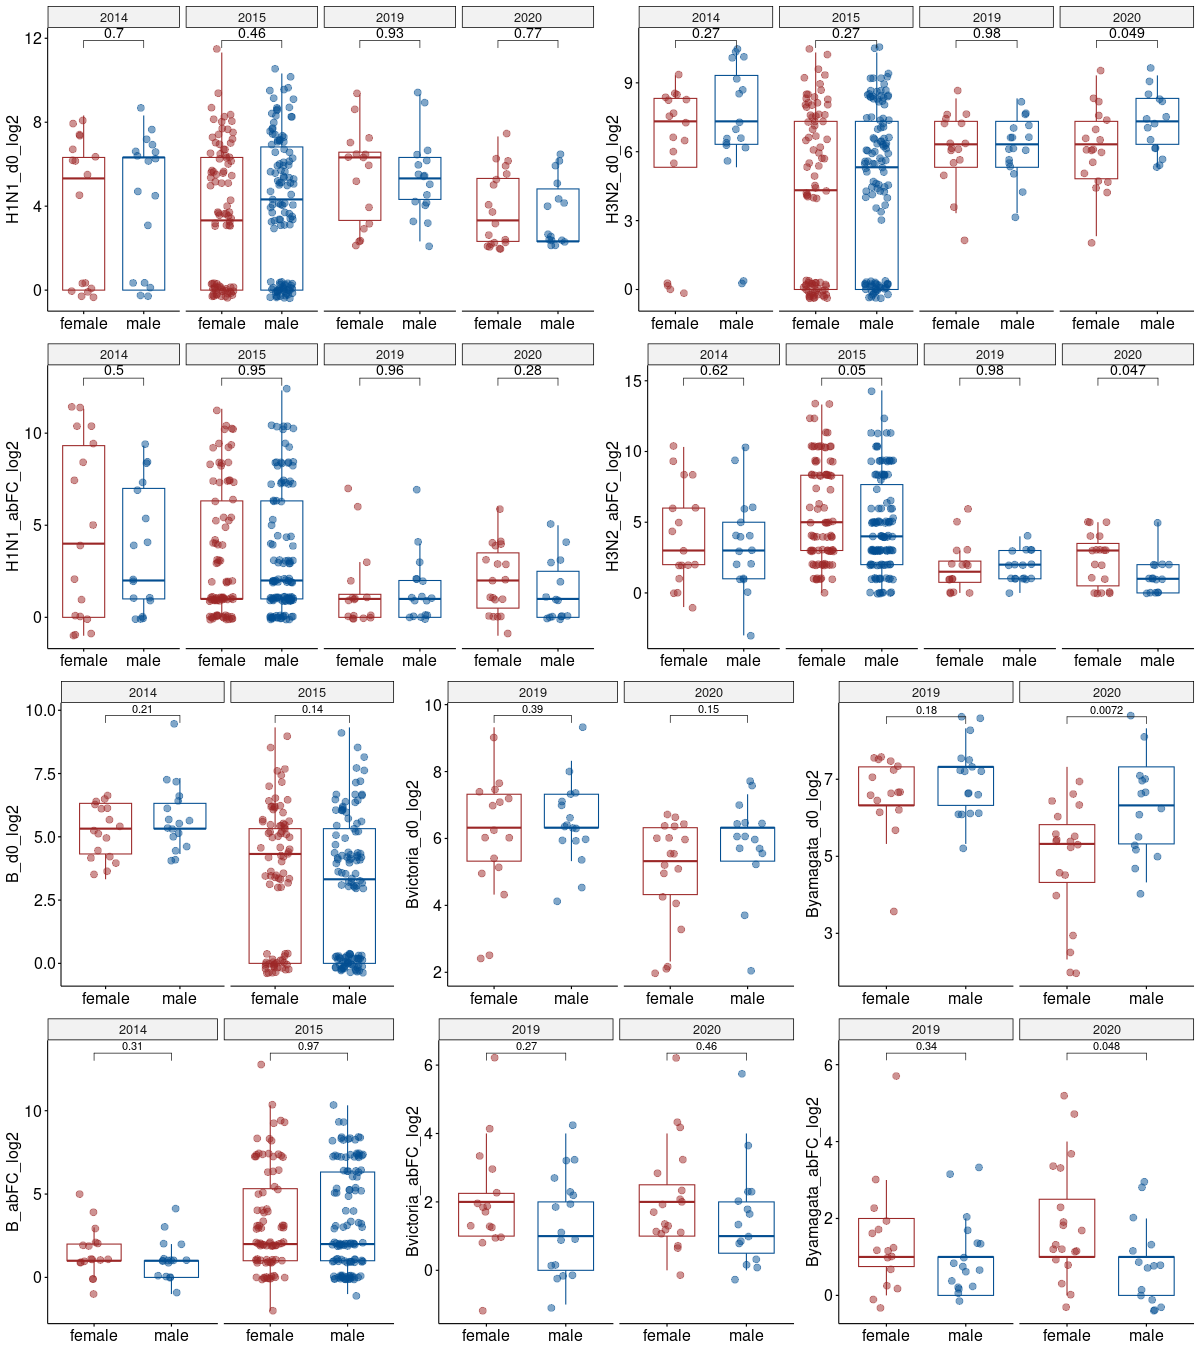 2014 2015 2019 2020
0.7 0.46 0.93 0.77
H1N1_d0_log2
12
8
4
0
female male female male female male female male
2014 2015 2019 2020
0.27 0.27 0.98 0.049
H3N2_d0_log2
9
6
3
0
female male female male female male female male
2014 2015 2019 2020
0.5 0.95 0.96 0.28
H1N1_abFC_log2
10
5
0
female male female male female male female male
2014 2015 2019 2020
0.62 0.05 0.98 0.047
H3N2_abFC_log2
15
10
5
0
female male female male female male female male
2014 2015
0.21 0.14
B_d0_log2
10.0
7.5
5.0
2.5
0.0
female male female male
2019 2020
0.39 0.15
Bvictoria_d0_log2
10
8
6
4
2
female male female male
2019 2020
0.18 0.0072
Byamagata_d0_log2
7
5
3
female male female male
2014 2015
0.31 0.97
B_abFC_log2
10
5
0
female male female male
2019 2020
0.27 0.46
Bvictoria_abFC_log2
6
4
2
0
female male female male
2019 2020
0.34 0.048
Byamagata_abFC_log2
6
4
2
0
female male female male